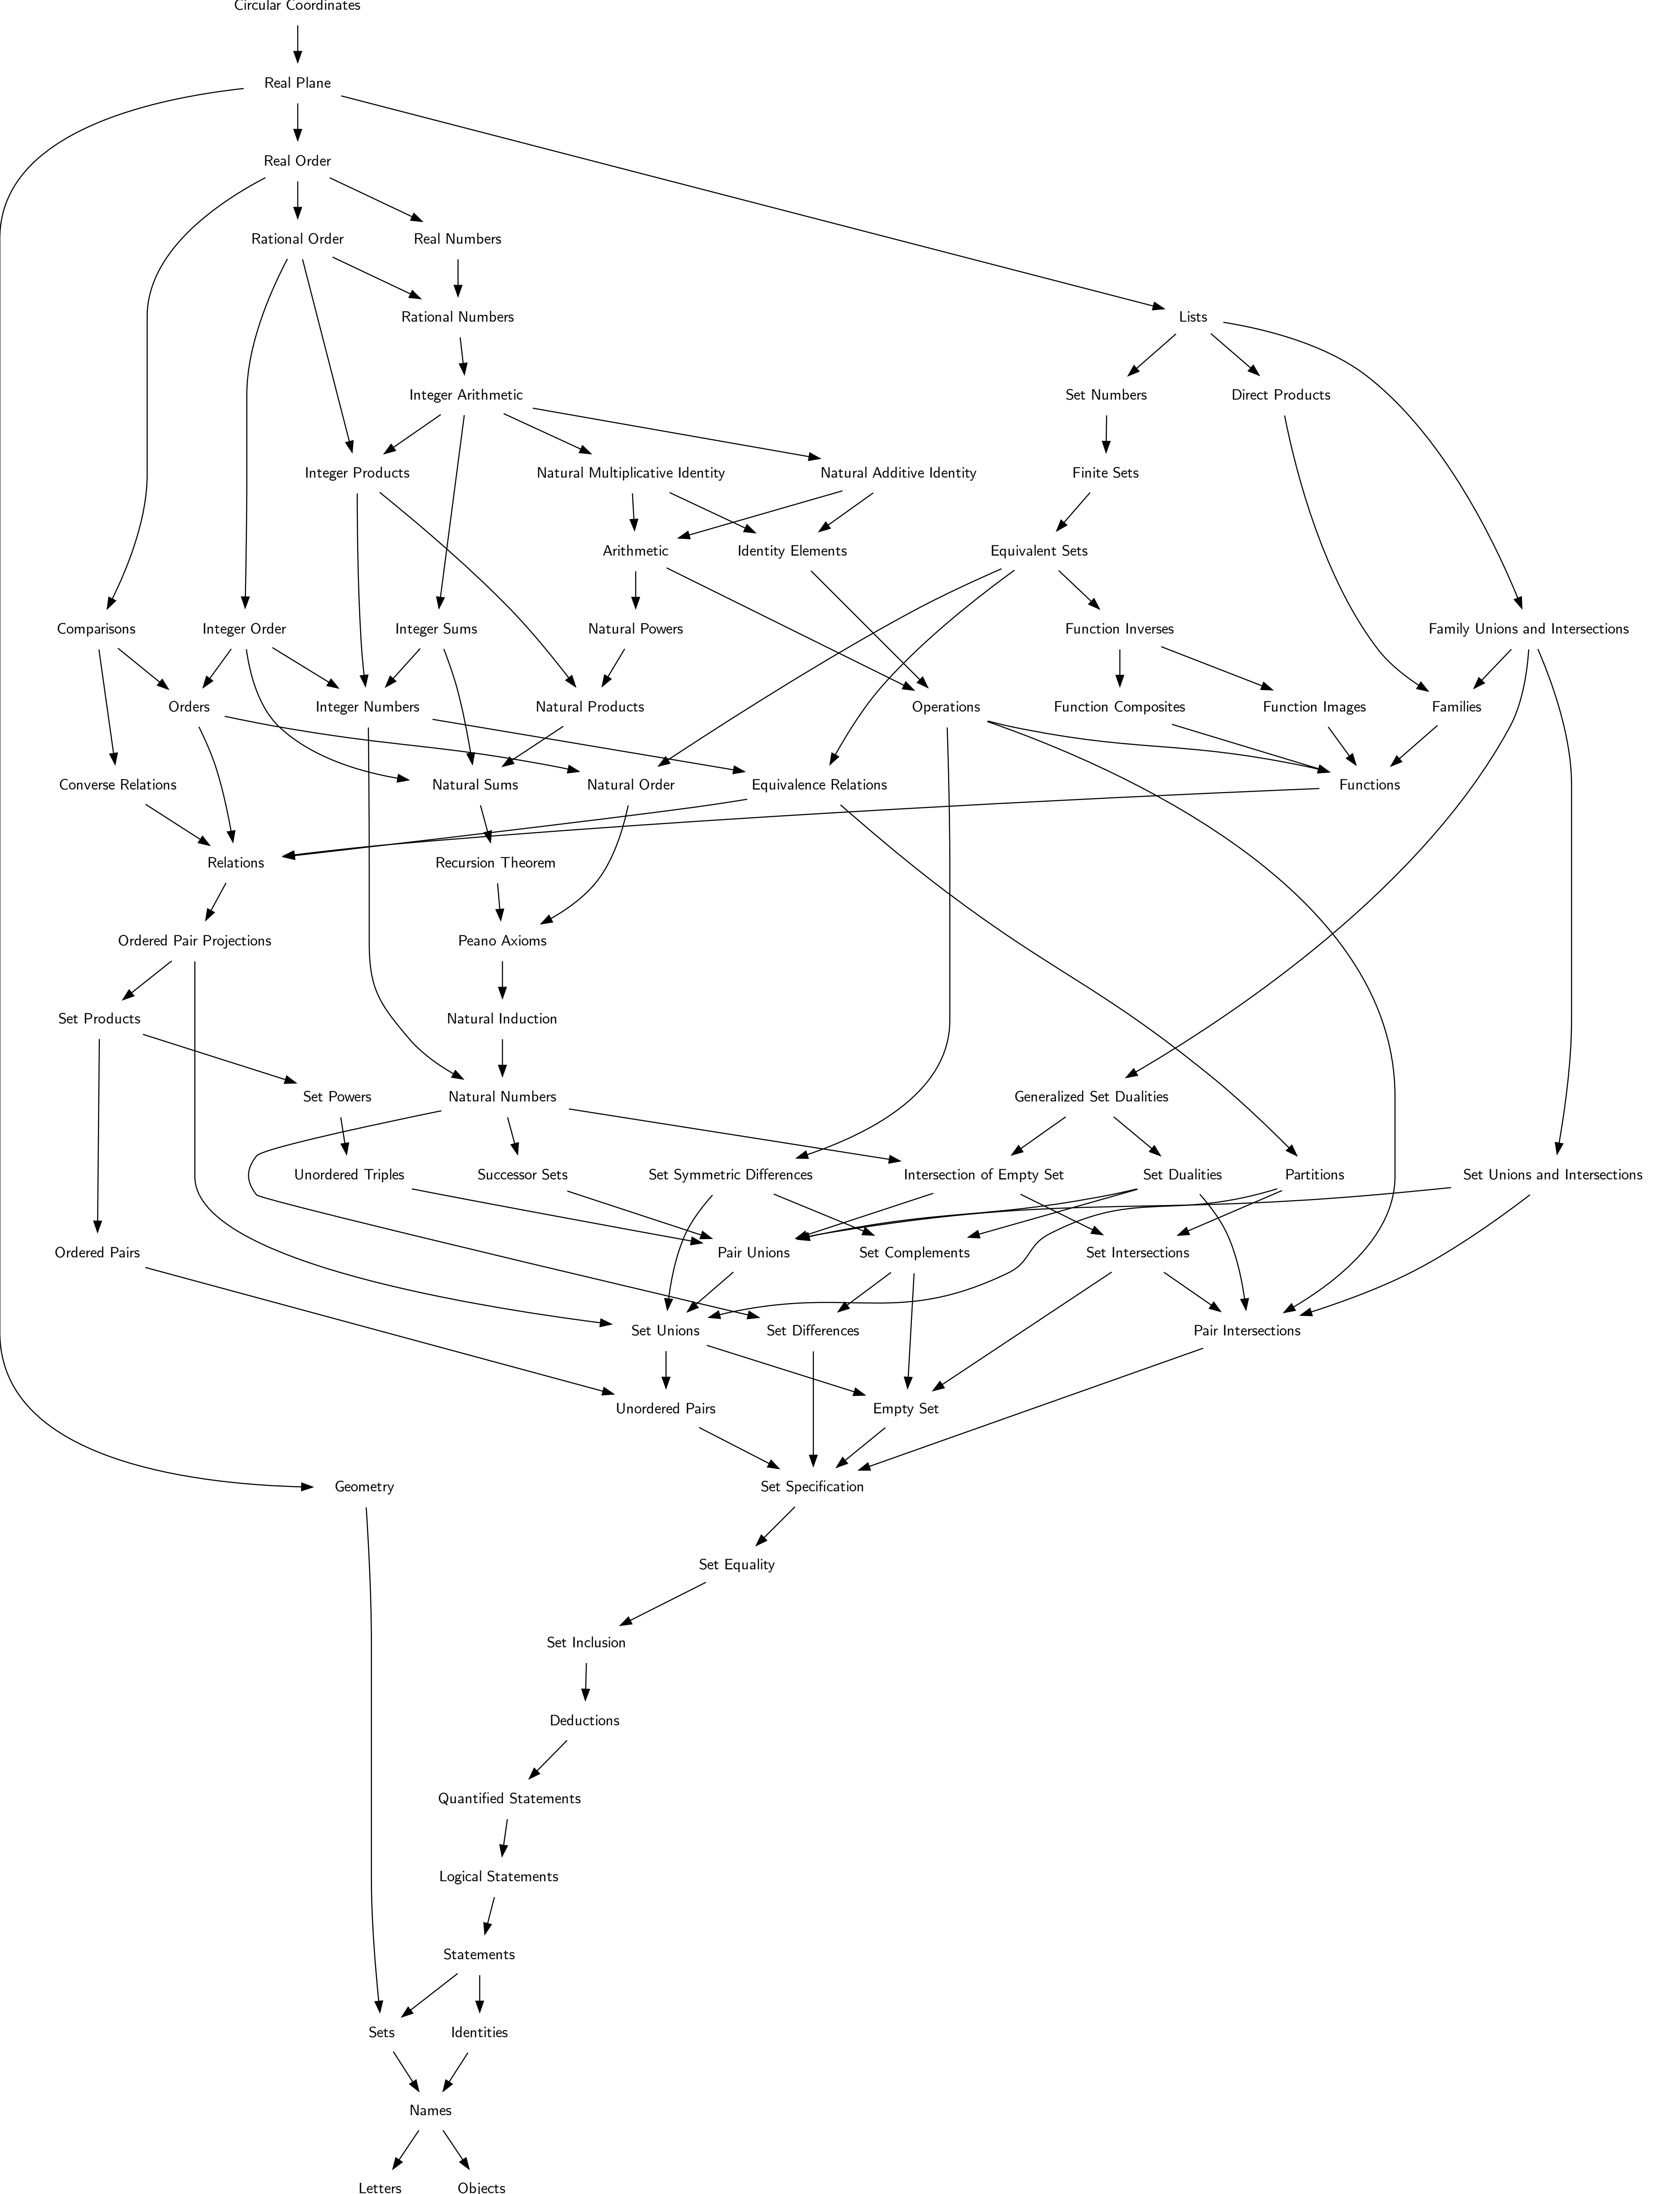 Circular Coordinates
Real Plane
Real Order
Rational Order
Real Numbers
Rational Numbers
Lists
Integer Arithmetic
Set Numbers
Direct Products
Integer Products
Natural Multiplicative Identity
Natural Additive Identity
Finite Sets
Arithmetic
Identity Elements
Equivalent Sets
Comparisons
Integer Order
Integer Sums
Natural Powers
Function Inverses
Family Unions and Intersections
Orders
Integer Numbers
Natural Products
Operations
Function Composites
Function Images
Families
Converse Relations
Natural Sums
Natural Order
Equivalence Relations
Functions
Relations
Recursion Theorem
Ordered Pair Projections
Peano Axioms
Set Products
Natural Induction
Set Powers
Natural Numbers
Generalized Set Dualities
Unordered Triples
Successor Sets
Set Symmetric Differences
Intersection of Empty Set
Set Dualities
Partitions
Set Unions and Intersections
Ordered Pairs
Pair Unions
Set Complements
Set Intersections
Set Unions
Set Differences
Pair Intersections
Unordered Pairs
Empty Set
Geometry
Set Specification
Set Equality
Set Inclusion
Deductions
Quantified Statements
Logical Statements
Statements
Sets
Identities
Names
Letters
Objects